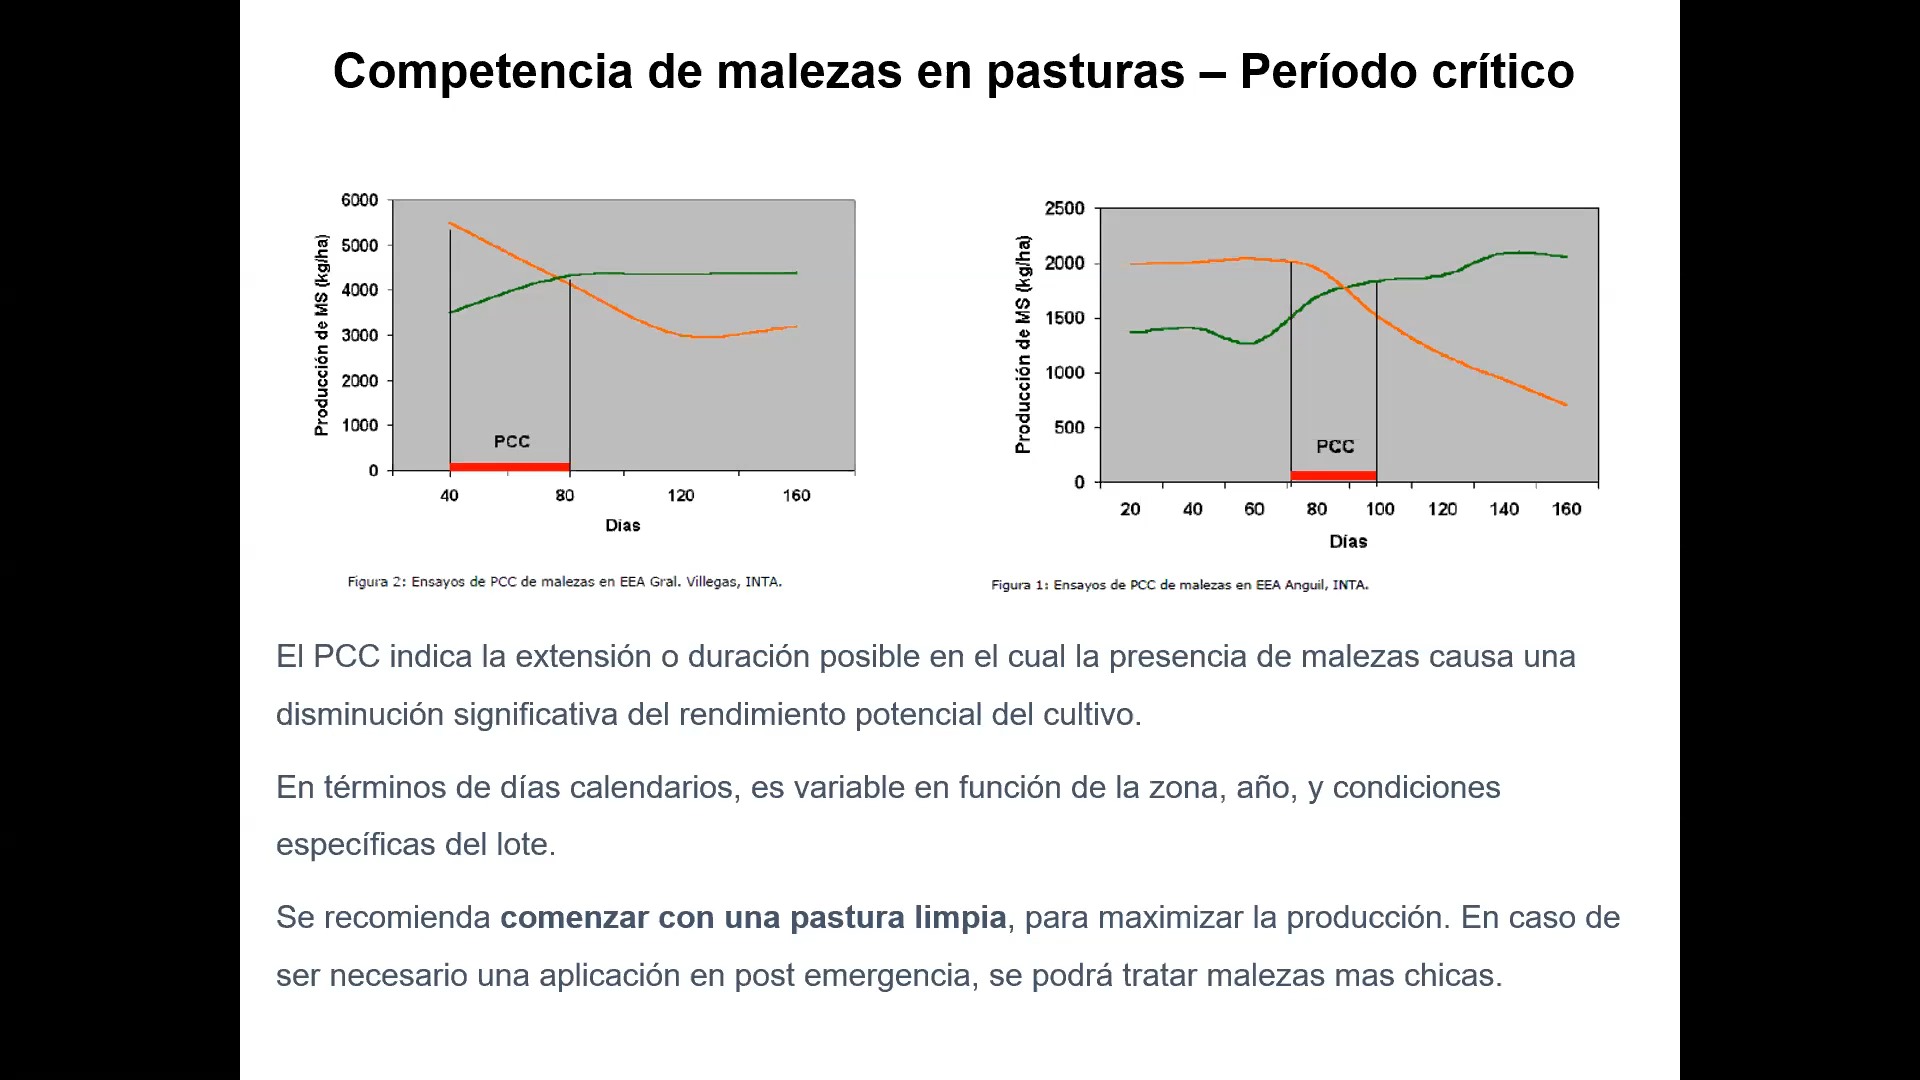 Competencia de malezas en pasturas – Período crítico
6000
5000
4000
3000
2000
1000
0
Producción de MS (kg/ha)
PCC
40 80 120 160
Días
Figura 2: Ensayos de PCC de malezas en EEA Gral. Villegas, INTA.
2500
2000
1500
1000
500
0
Producción de MS (kg/ha)
PCC
20 40 60 80 100 120 140 160
Días
Figura 1: Ensayos de PCC de malezas en EEA Anguil, INTA.
El PCC indica la extensión o duración posible en el cual la presencia de malezas causa una
disminución significativa del rendimiento potencial del cultivo.
En términos de días calendarios, es variable en función de la zona, año, y condiciones
específicas del lote.
Se recomienda comenzar con una pastura limpia, para maximizar la producción. En caso de
ser necesario una aplicación en post emergencia, se podrá tratar malezas mas chicas.